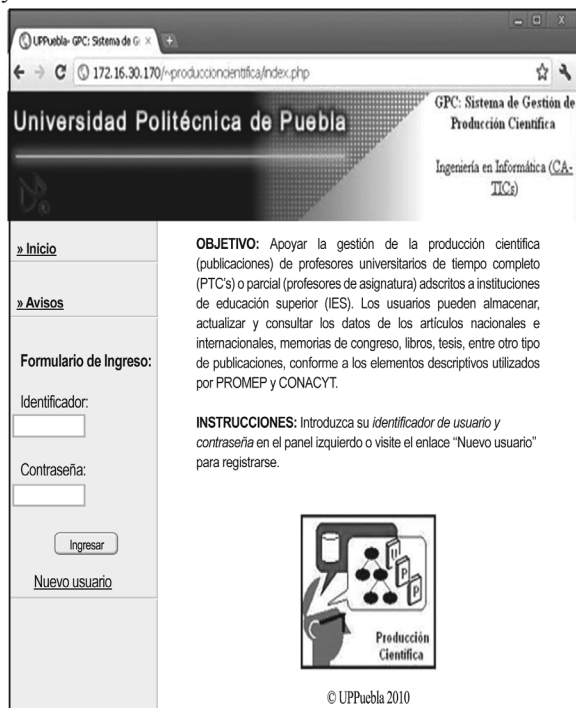 UPPuebla- GPC: Sistema de G
172.16.30.170/~produccioncientifica/index.php
Universidad Politécnica de Puebla
GPC: Sistema de Gestión de
Producción Científica
Ingeniería en Informática (CA-
TICs)
» Inicio
» Avisos
Formulario de Ingreso:
Identificador:
Contraseña:
Ingresar
Nuevo usuario
OBJETIVO: Apoyar la gestión de la producción cientifica
(publicaciones) de profesores universitarios de tiempo completo
(PTC's) o parcial (profesores de asignatura) adscritos a instituciones
de educación superior (IES). Los usuarios pueden almacenar,
actualizar y consultar los datos de los artículos nacionales e
internacionales, memorias de congreso, libros, tesis, entre otro tipo
de publicaciones, conforme a los elementos descriptivos utilizados
por PROMEP y CONACYT.
INSTRUCCIONES: Introduzca su identificador de usuario y
contraseña en el panel izquierdo o visite el enlace “Nuevo usuario”
para registrarse.
U
P
P
Producción
Científica
© UPPuebla 2010